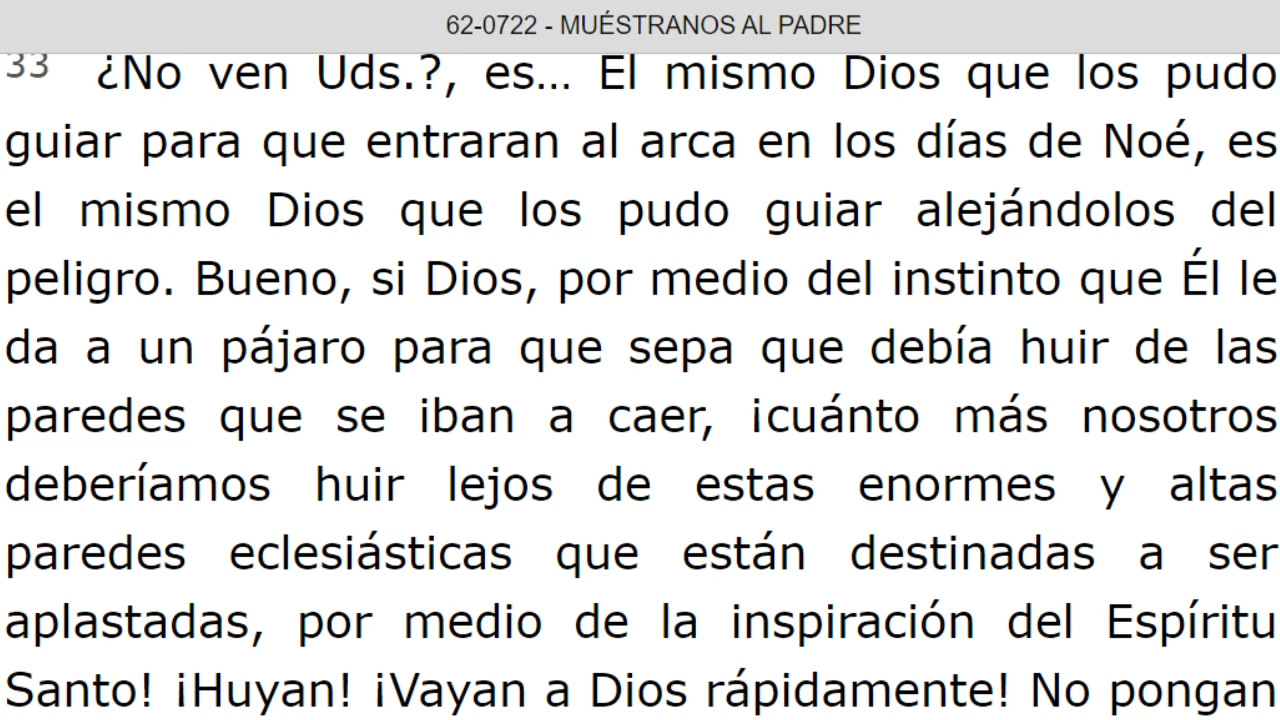 62-0722 - MUÉSTRANOS AL PADRE
33 ¿No ven Uds.?, es... El mismo Dios que los pudo
guiar para que entraran al arca en los días de Noé, es
el mismo Dios que los pudo guiar alejándolos del
peligro. Bueno, si Dios, por medio del instinto que Él le
da a un pájaro para que sepa que debía huir de las
paredes que se iban a caer, ¡cuánto más nosotros
deberíamos huir lejos de estas enormes y altas
paredes eclesiásticas que están destinadas a ser
aplastadas, por medio de la inspiración del Espíritu
Santo! ¡Huyan! ¡Vayan a Dios rápidamente! No pongan